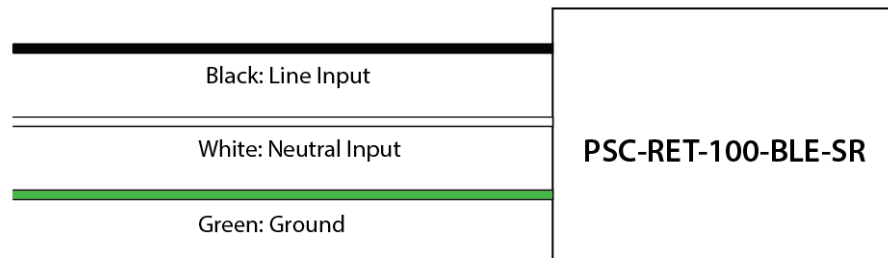 Black: Line Input
White: Neutral Input
PSC-RET-100-BLE-SR
Green: Ground